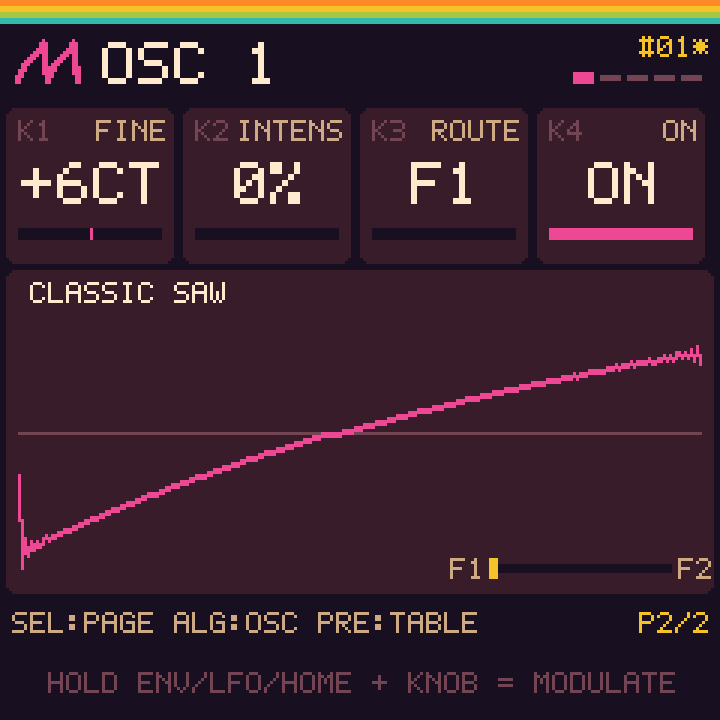 OSC 1
#01*
K1 FINE K2 INTENS K3 ROUTE K4 ON
+6CT 0% F1 ON
CLASSIC SAW
F1 F2
SEL:PAGE ALG:OSC PRE:TABLE P2/2
HOLD ENV/LFO/HOME + KNOB = MODULATE